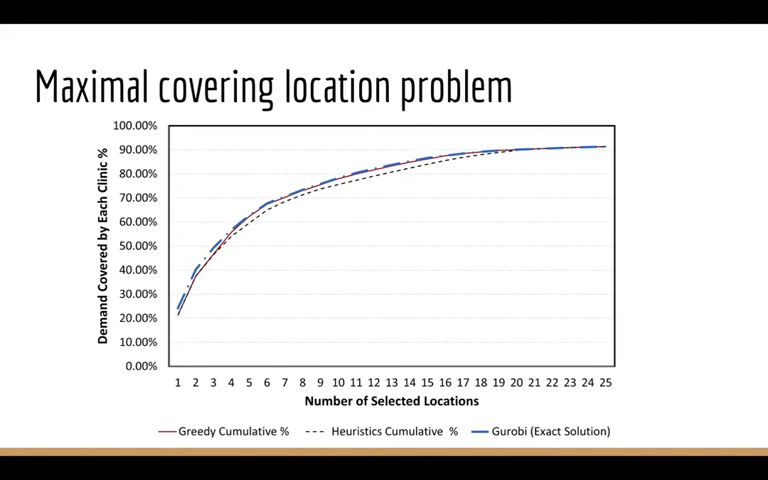 Maximal covering location problem
100.00%
90.00%
80.00%
70.00%
60.00%
50.00%
40.00%
30.00%
20.00%
10.00%
0.00%
Demand Covered by Each Clinic %
1 2 3 4 5 6 7 8 9 10 11 12 13 14 15 16 17 18 19 20 21 22 23 24 25
Number of Selected Locations
Greedy Cumulative % Heuristics Cumulative % Gurobi (Exact Solution)